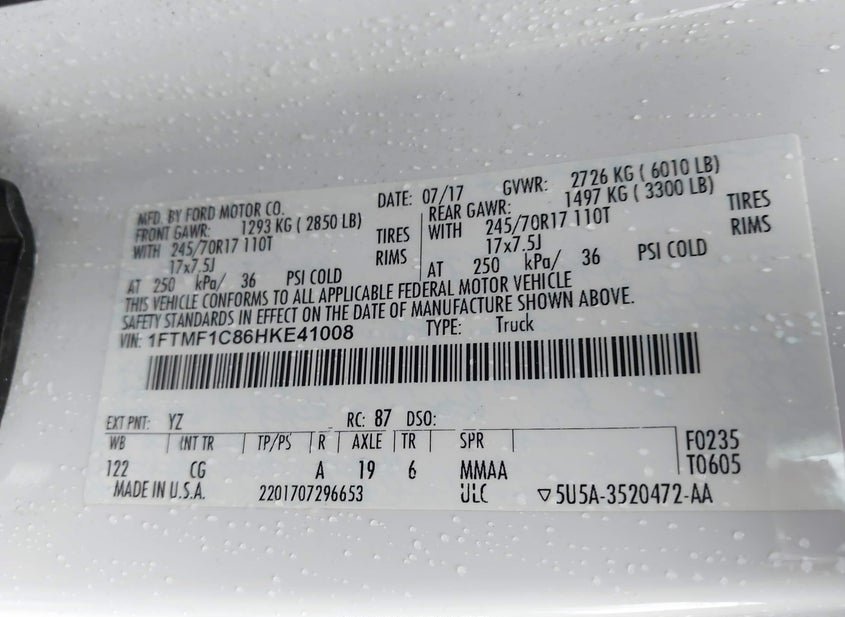 MFD. BY FORD MOTOR CO. DATE: 07/17 GVWR: 2726 KG ( 6010 LB)
FRONT GAWR: 1293 KG ( 2850 LB) REAR GAWR: 1497 KG ( 3300 LB)
WITH 245/70R17 110T TIRES WITH 245/70R17 110T TIRES
17x7.5J RIMS 17x7.5J RIMS
AT 250 kPa/ 36 PSI COLD AT 250 kPa/ 36 PSI COLD
THIS VEHICLE CONFORMS TO ALL APPLICABLE FEDERAL MOTOR VEHICLE
SAFETY STANDARDS IN EFFECT ON THE DATE OF MANUFACTURE SHOWN ABOVE.
VIN: 1FTMF1C86HKE41008 TYPE: Truck
EXT PNT: YZ RC: 87 DSO:
WB INT TR TP/PS R AXLE TR SPR F0235
122 CG A 19 6 MMAA T0605
MADE IN U.S.A. 2201707296653 ULC ▽5U5A-3520472-AA